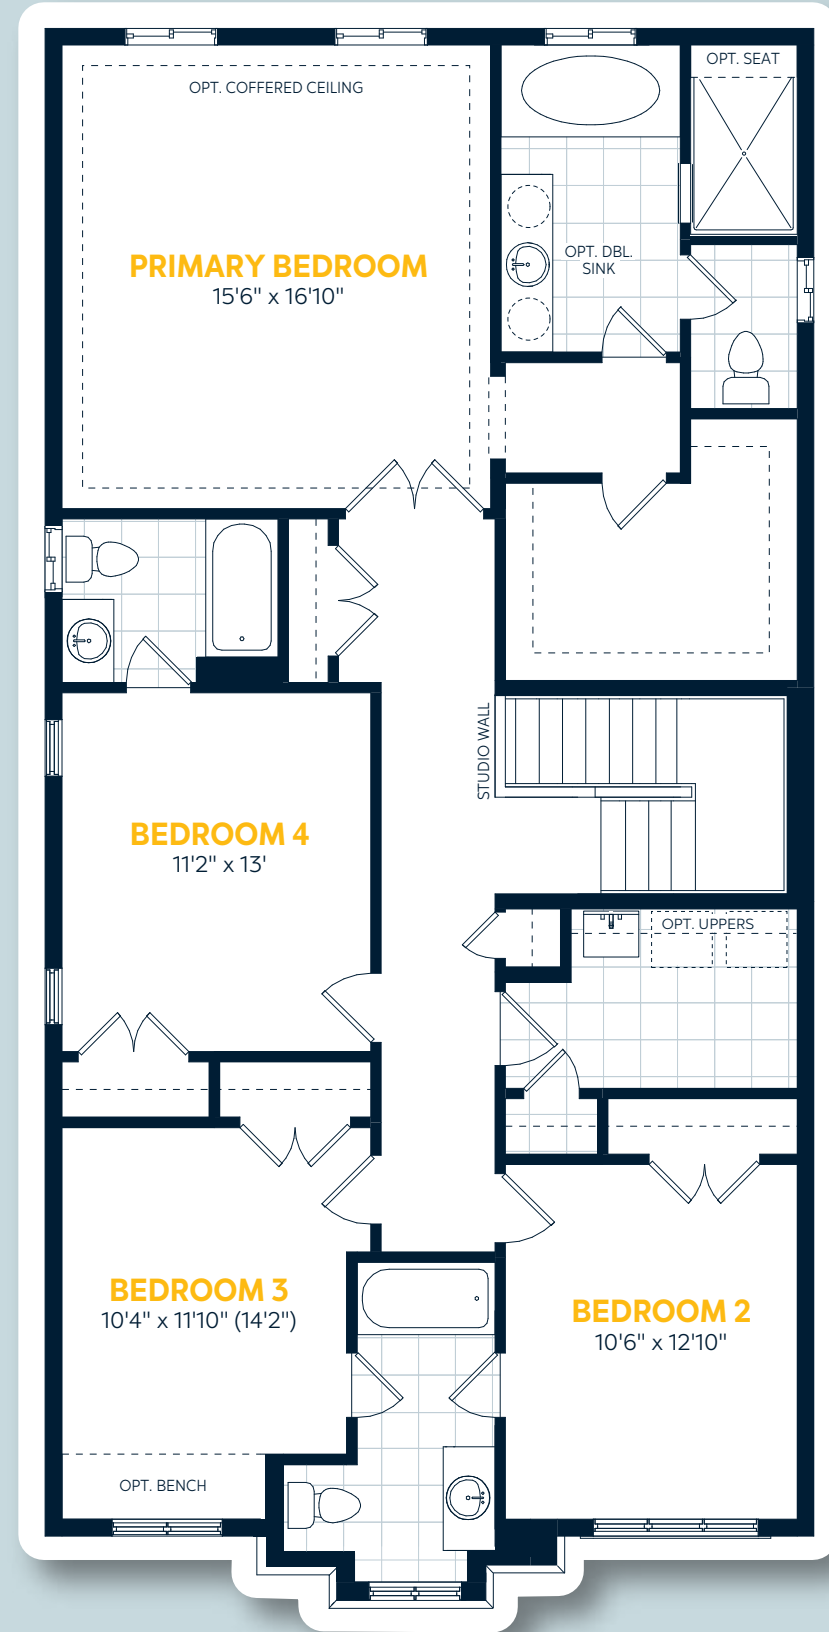 OPT. SEAT
OPT. COFFERED CEILING
PRIMARY BEDROOM
15'6" x 16'10"
OPT. DBL.
SINK
STUDIO WALL
BEDROOM 4
11'2" x 13'
OPT. UPPERS
BEDROOM 3
10'4" x 11'10" (14'2")
BEDROOM 2
10'6" x 12'10"
OPT. BENCH